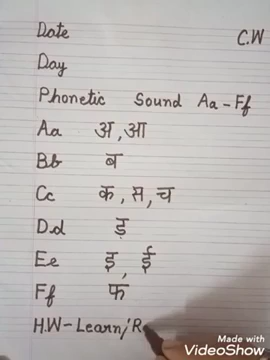 Date C.W
Day
Phonetic Sound Aa - Ff
Aa अ, आ
Bb ब
Cc क, स, च
Dd ड़
Ee इ, ई
Ff फ
H.W - Learn/R
Made with
VideoShow